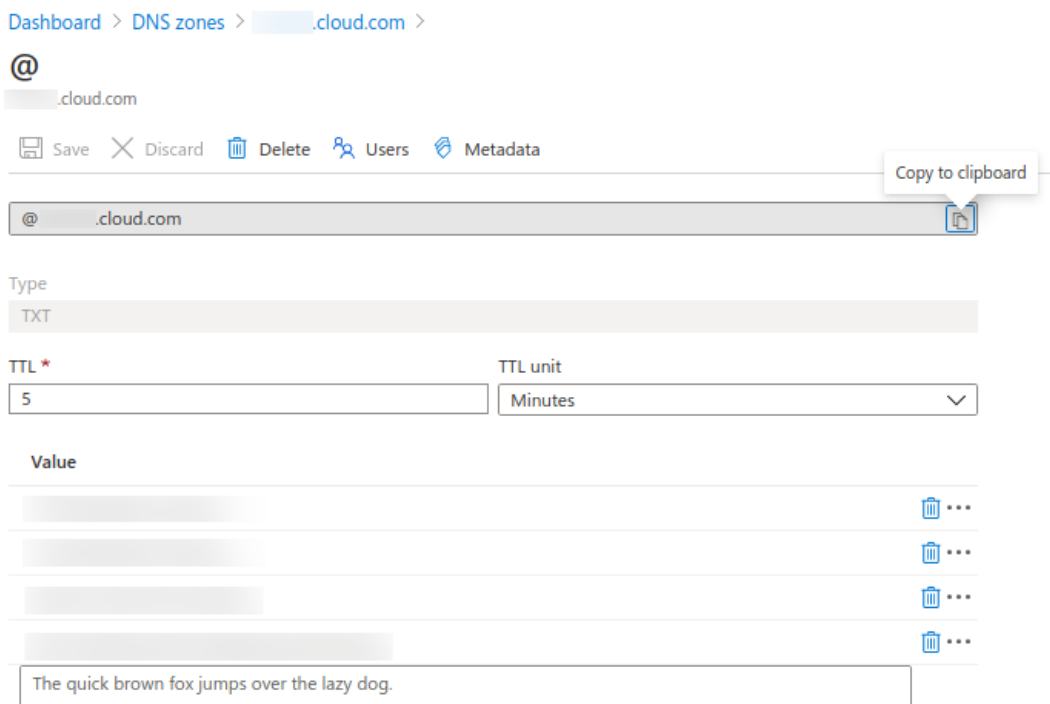 Dashboard > DNS zones > .cloud.com >
@
.cloud.com
Save Discard Delete Users Metadata
Copy to clipboard
@ .cloud.com
Type
TXT
TTL *
TTL unit
5
Minutes
Value
The quick brown fox jumps over the lazy dog.